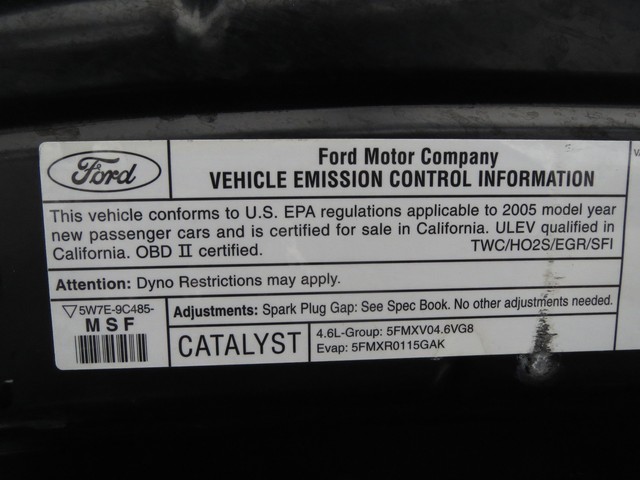 Ford
Ford Motor Company
VEHICLE EMISSION CONTROL INFORMATION
This vehicle conforms to U.S. EPA regulations applicable to 2005 model year
new passenger cars and is certified for sale in California. ULEV qualified in
California. OBD II certified. TWC/HO2S/EGR/SFI
Attention: Dyno Restrictions may apply.
5W7E-9C485-
MSF
Adjustments: Spark Plug Gap: See Spec Book. No other adjustments needed.
CATALYST
4.6L-Group: 5FMXV04.6VG8
Evap: 5FMXR0115GAK